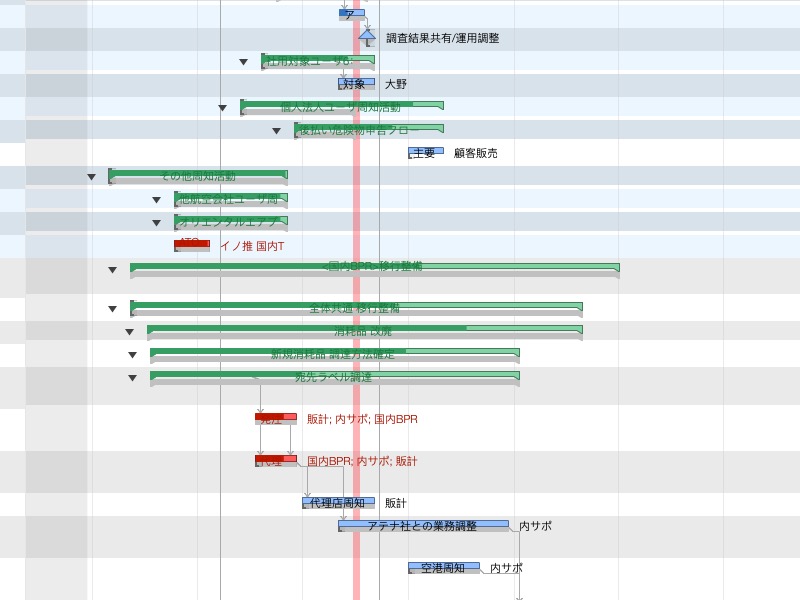 ア
調査結果共有/運用調整
社用対象ユーザ6:
対象 大野
個人法人ユーザ周知活動
後払い危険物申告フロー
主要 顧客販売
その他周知活動
他航空会社ユーザ周
オリエンタルエアブ
イノ推 国内T
<国内BPR>移行整備
全体共通 移行整備
消耗品 改廃
新規消耗品 調達方法確定
宛先ラベル調達
発注 販計; 内サポ; 国内BPR
代理 国内BPR; 内サポ; 販計
代理店周知 販計
アテナ社との業務調整 内サポ
空港周知 内サポ